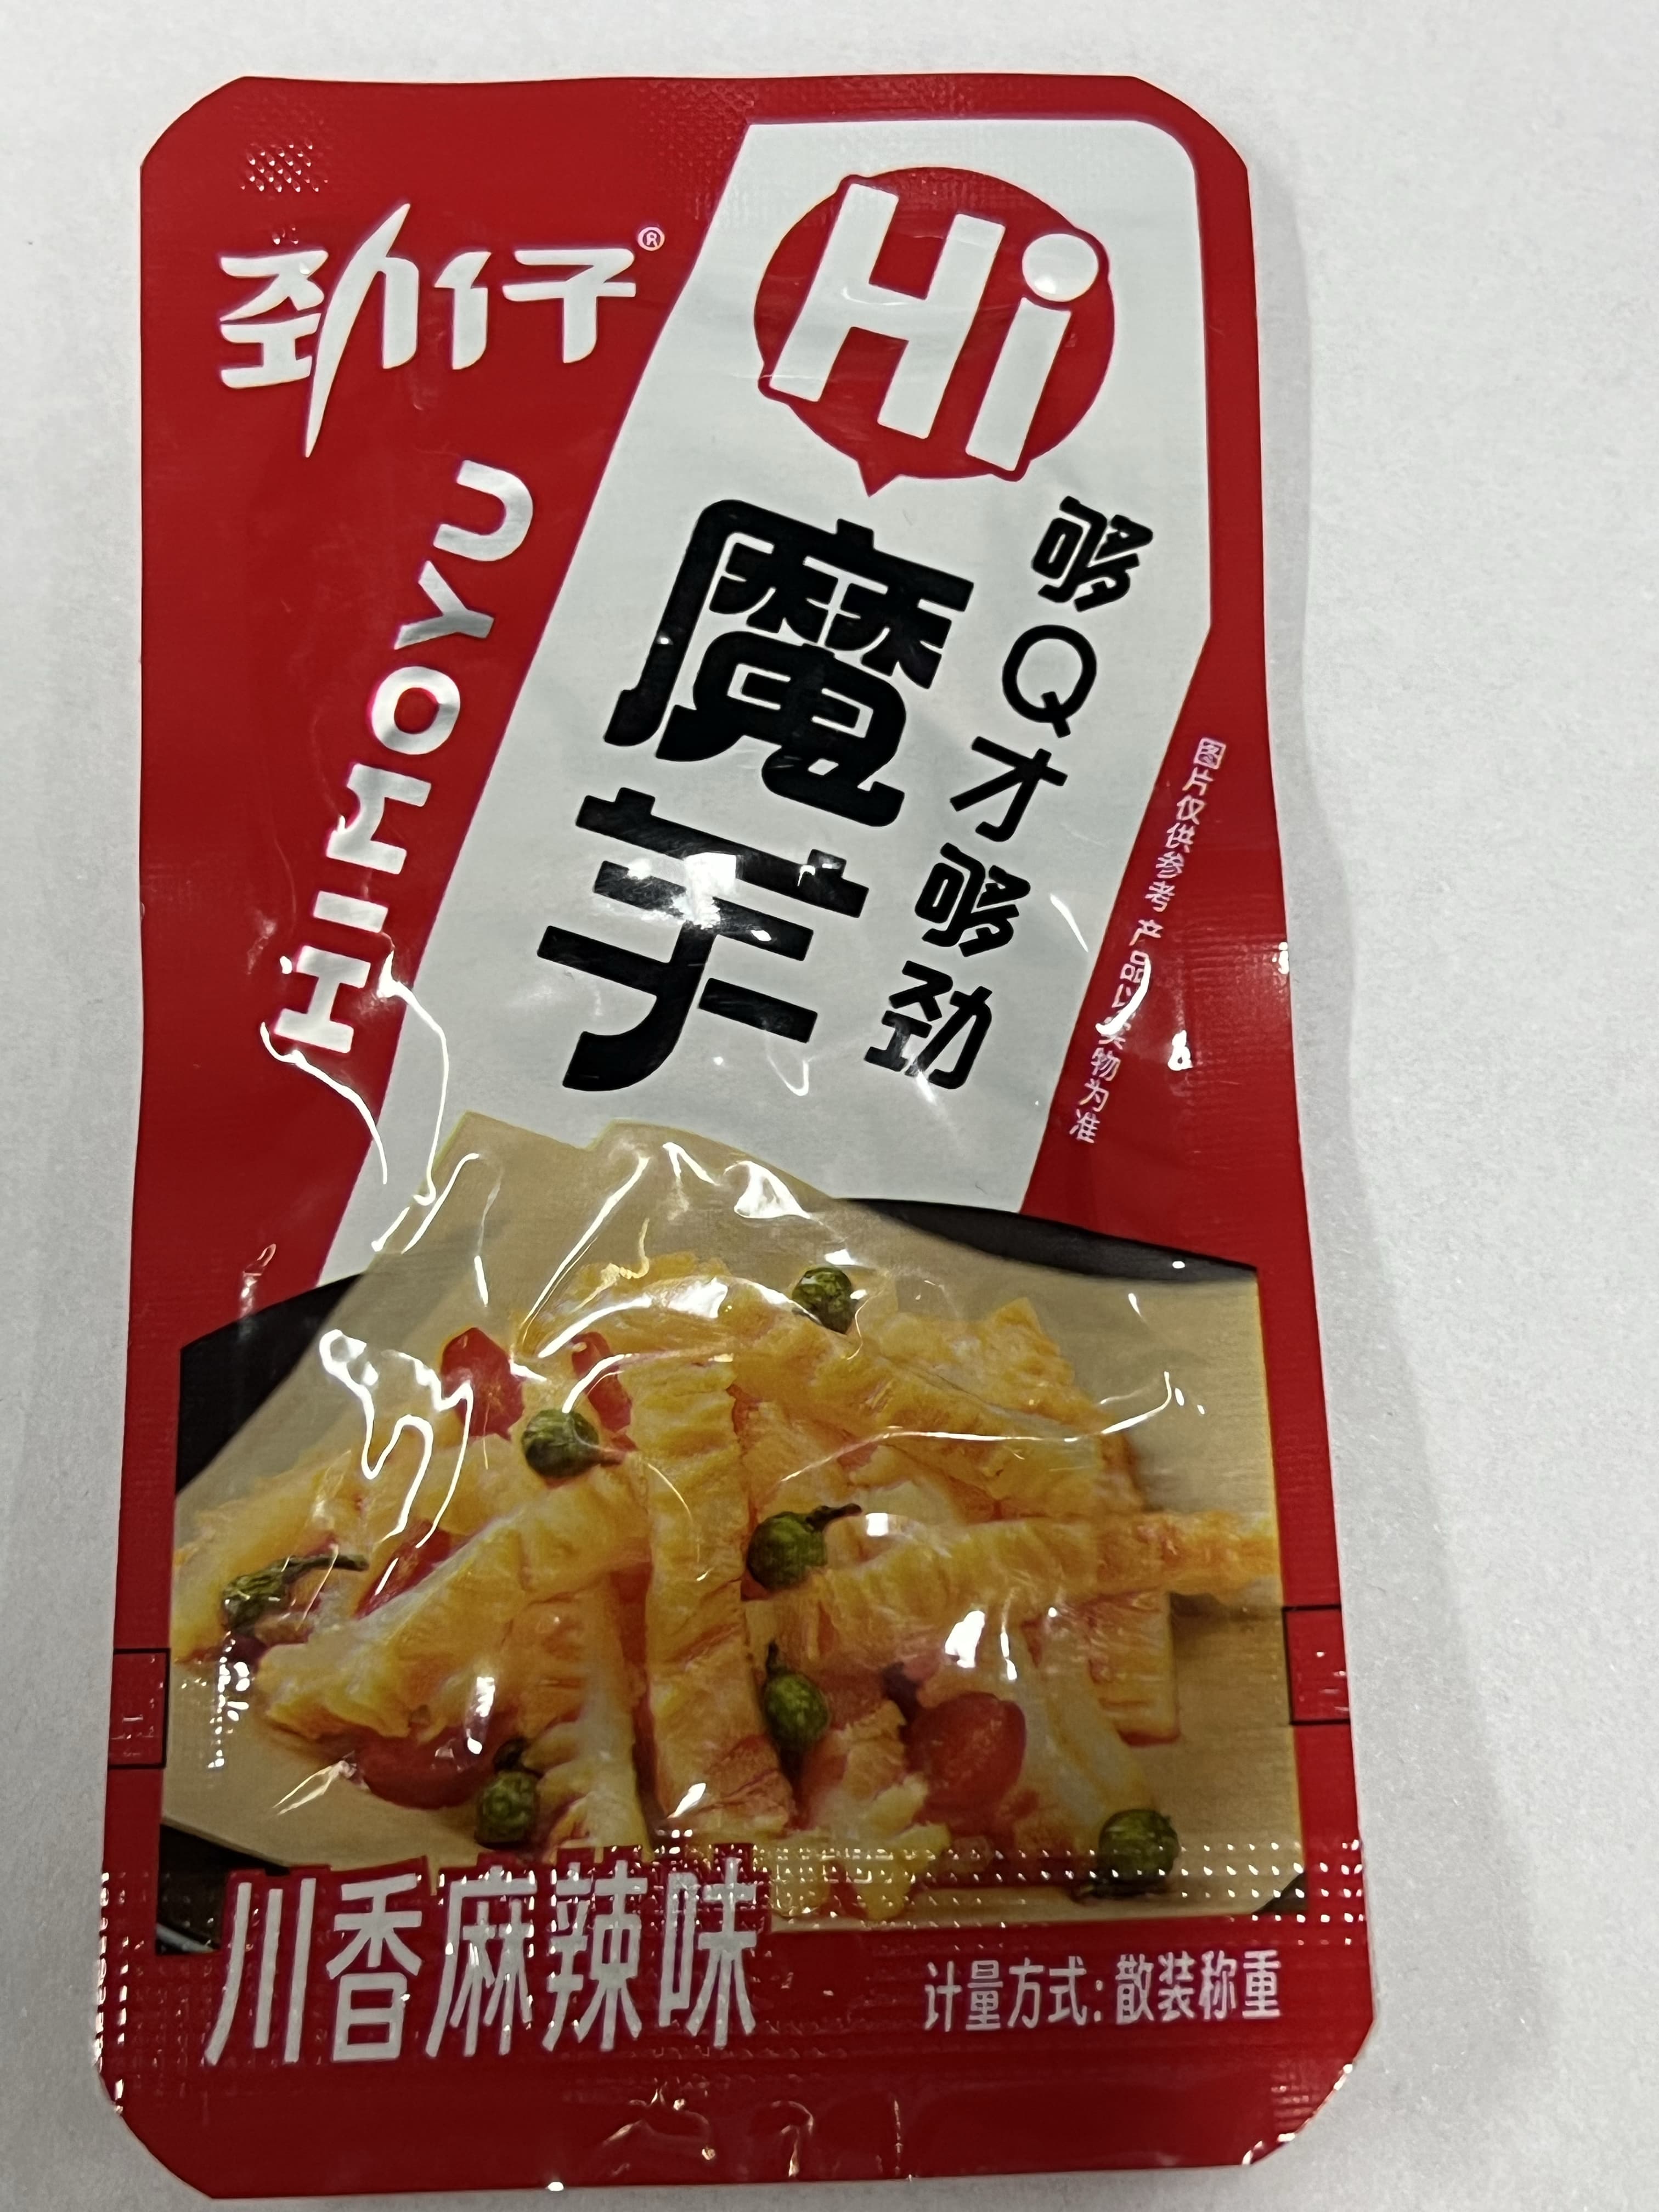 劲仔®
Hi
HIMOYU
魔芋
够Q才够劲
图片仅供参考 产品以实物为准
川香麻辣味
计量方式:散装称重